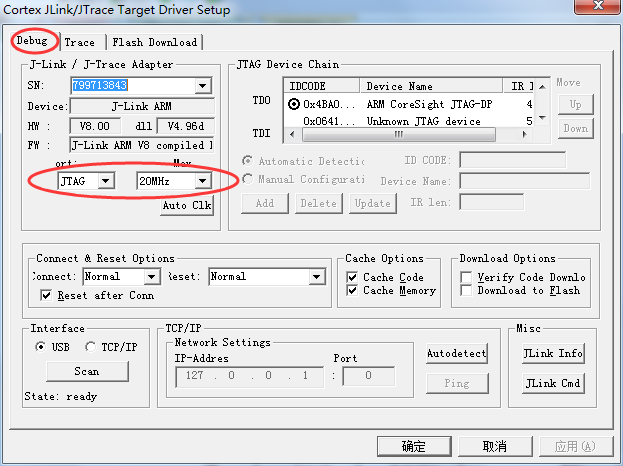 Cortex JLink/JTrace Target Driver Setup
Debug Trace Flash Download
J-Link / J-Trace Adapter
SN: 799713843
Device: J-Link ARM
HW : V8.00 dll V4.96d
FW : J-Link ARM V8 compiled
ort: Max
JTAG 20MHz
Auto Clk
JTAG Device Chain
IDCODE Device Name IR
TDO 0x4BA0... ARM CoreSight JTAG-DP 4
TDI 0x0641... Unknown JTAG device 5
Move
Up
Down
Automatic Detectio ID CODE:
Manual Configurati Device Name:
Add Delete Update IR len:
Connect & Reset Options
Connect: Normal Reset: Normal
Reset after Conn
Cache Options
Cache Code
Cache Memory
Download Options
Verify Code Downlo
Download to Flash
Interface
USB TCP/IP
Scan
State: ready
TCP/IP
Network Settings
IP-Addres Port
127 . 0 . 0 . 1 : 0
Autodetect
Ping
Misc
JLink Info
JLink Cmd
确定 取消 应用(A)